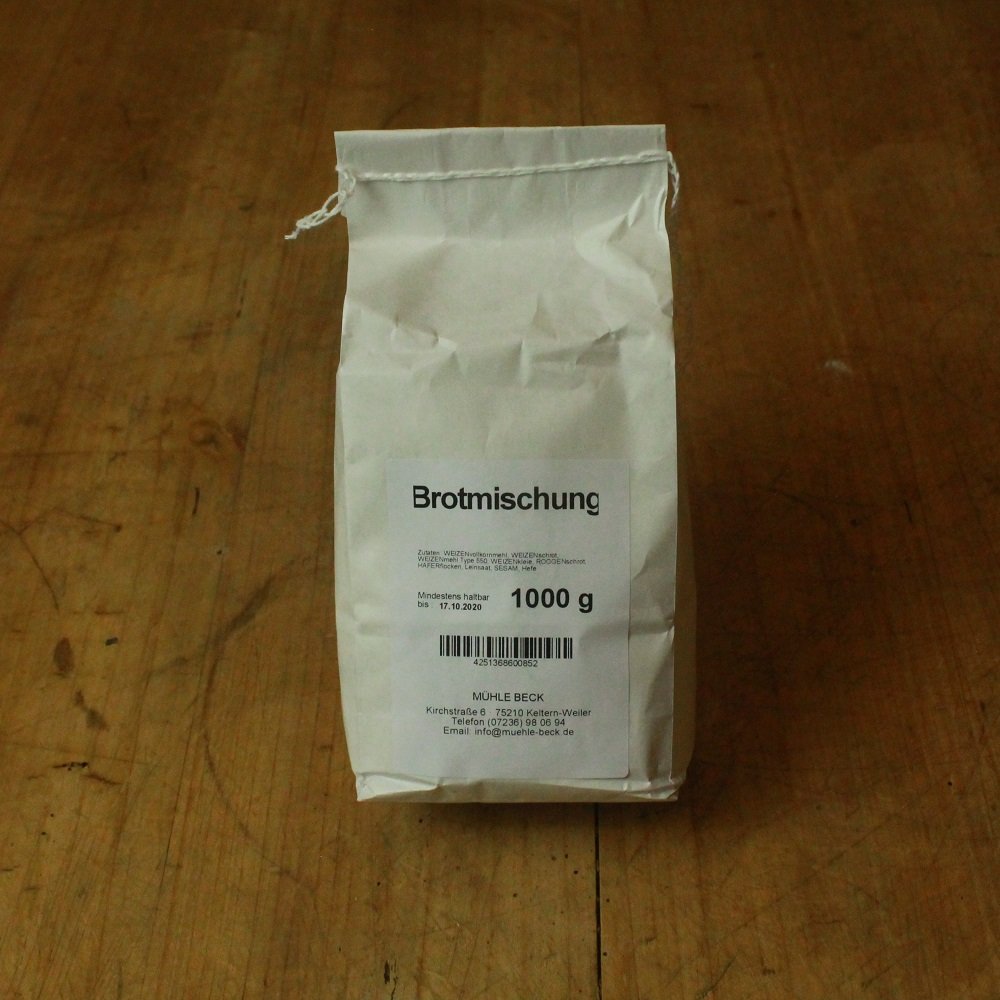 Brotmischung
Zutaten: WEIZENvollkornmehl, WEIZENschrot,
WEIZENmehl Type 550, WEIZENkleie, ROGGENschrot,
HAFERflocken, Leinsaat, SESAM, Hefe
Mindestens haltbar
bis 17.10.2020
1000 g
4251368600852
MÜHLE BECK
Kirchstraße 6 75210 Keltern-Weiler
Telefon (07236) 98 06 94
Email: info@muehle-beck.de